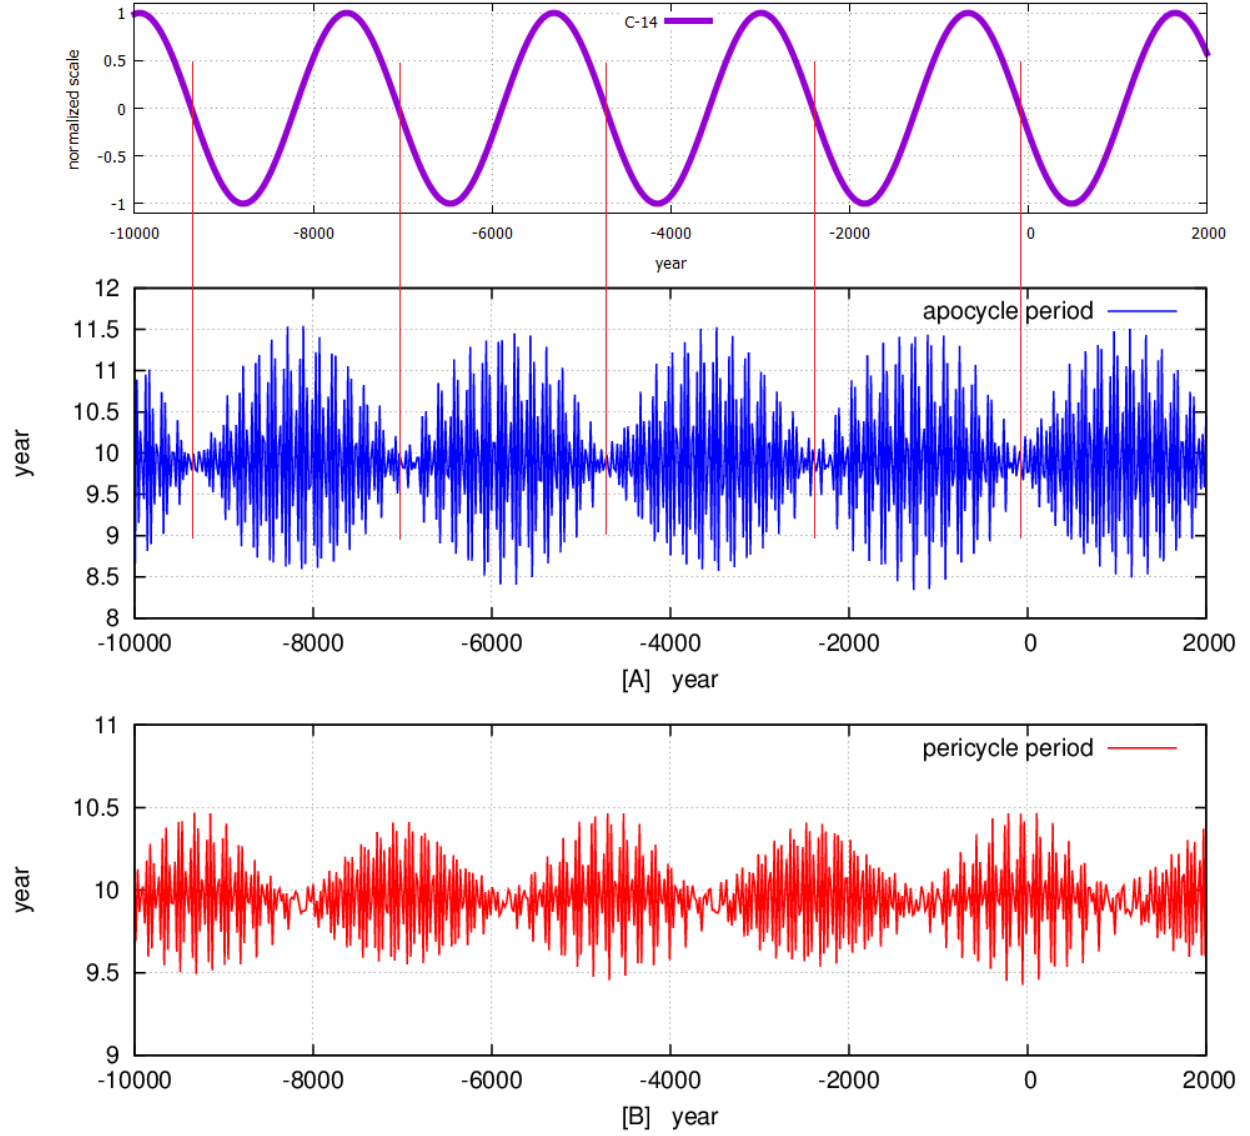 C-14
normalized scale
1
0.5
0
-0.5
-1
-10000 -8000 -6000 -4000 -2000 0 2000
year
apocycle period
year
12
11.5
11
10.5
10
9.5
9
8.5
8
-10000 -8000 -6000 -4000 -2000 0 2000
[A] year
pericycle period
year
11
10.5
10
9.5
9
-10000 -8000 -6000 -4000 -2000 0 2000
[B] year